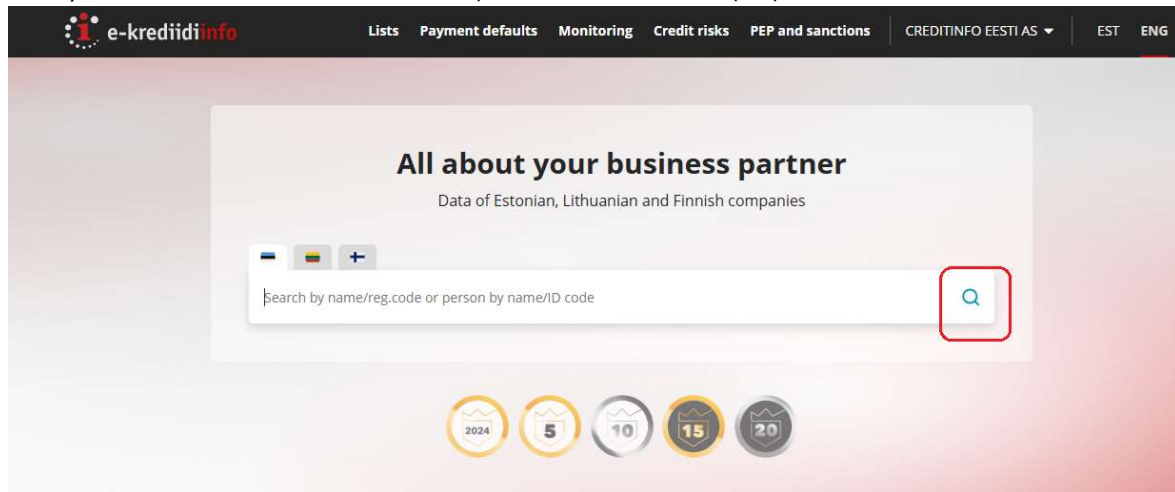 e-krediidiinfo
Lists Payment defaults Monitoring Credit risks PEP and sanctions CREDITINFO EESTI AS EST ENG
All about your business partner
Data of Estonian, Lithuanian and Finnish companies
Search by name/reg.code or person by name/ID code
2024 5 10 15 20